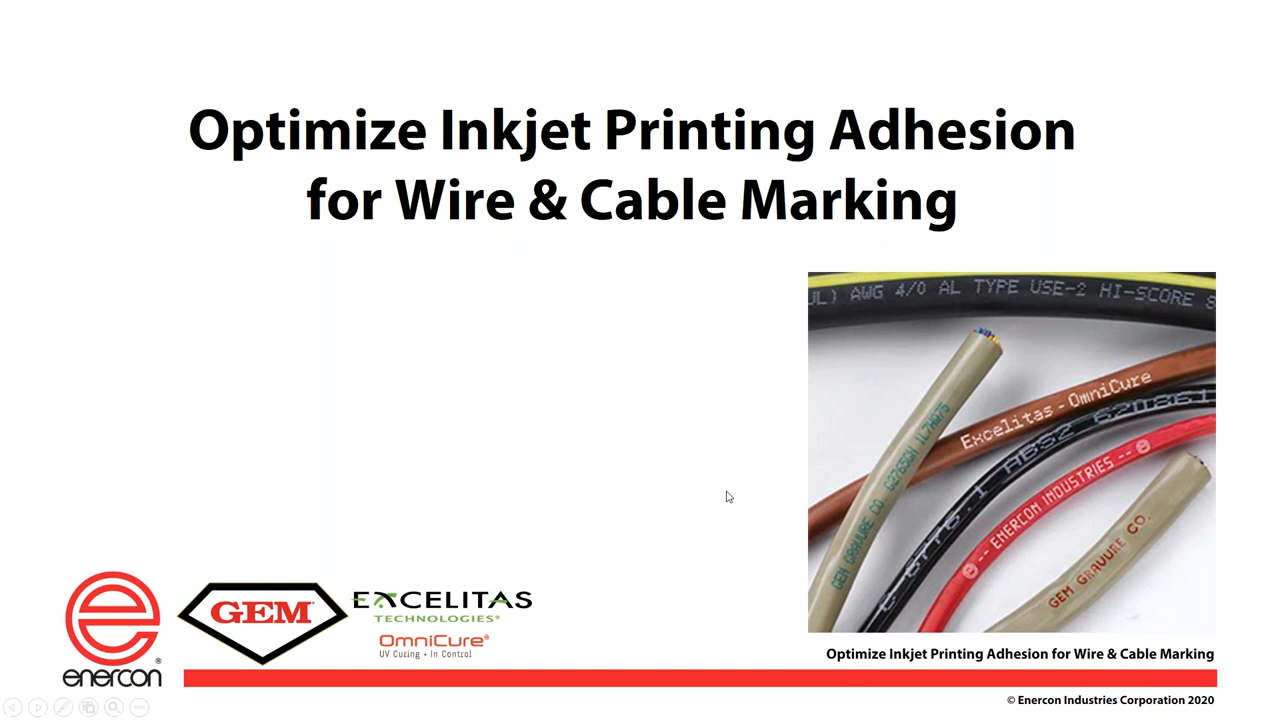 Optimize Inkjet Printing Adhesion
for Wire & Cable Marking
UL) AWG 4/0 AL TYPE USE-2 HI-SCORE
Excelitas - OmniCure
-- ENERCON INDUSTRIES --
GEM GRAVURE CO.
GEM GRAVURE CO.
enercon
®
GEM
®
EXCELITAS
TECHNOLOGIES®
OmniCure®
UV Curing • In Control
Optimize Inkjet Printing Adhesion for Wire & Cable Marking
© Enercon Industries Corporation 2020